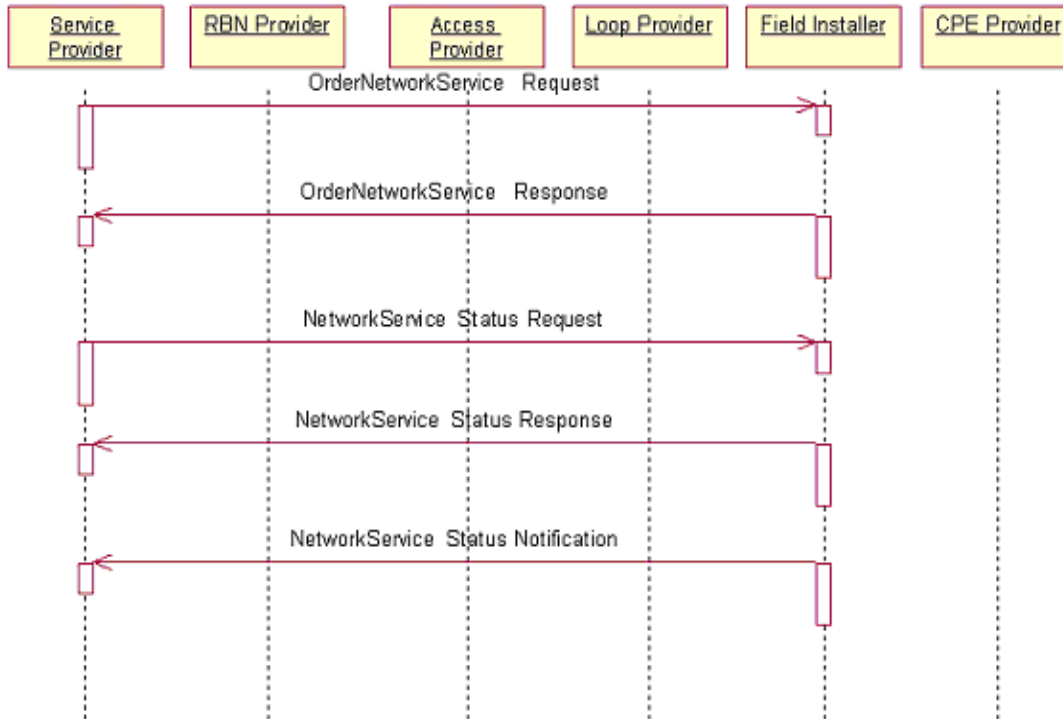 Service
Provider
RBN Provider
Access
Provider
Loop Provider
Field Installer
CPE Provider
OrderNetworkService Request
OrderNetworkService Response
NetworkService Status Request
NetworkService Status Response
NetworkService Status Notification